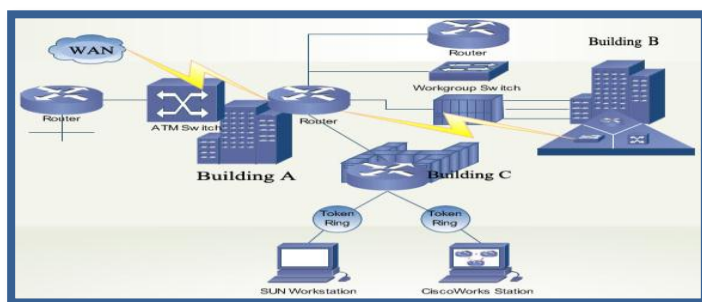 WAN
Router
Building B
Workgroup Switch
Router
ATM Switch
Router
Building A
Building C
Token
Ring
Token
Ring
SUN Workstation
CiscoWorks Station